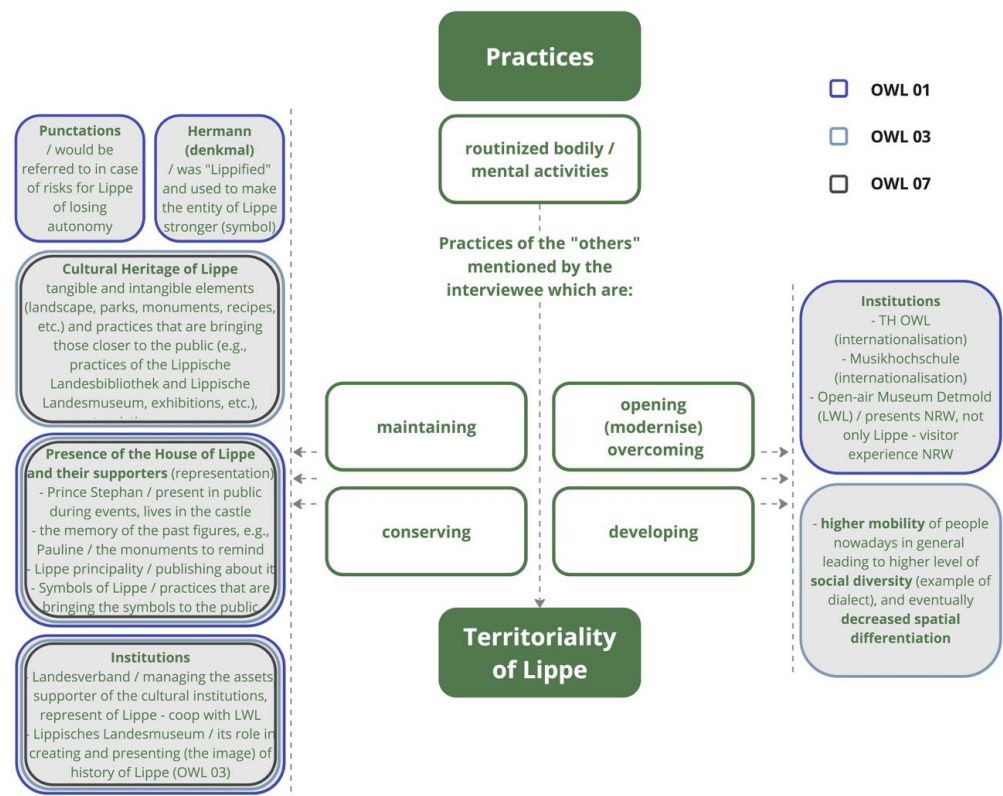 Practices
routinized bodily /
mental activities
Practices of the "others"
mentioned by the
interviewee which are:
OWL 01
OWL 03
OWL 07
Punctations
/ would be
referred to in case
of risks for Lippe
of losing
autonomy
Hermann
(denkmal)
/ was "Lippified"
and used to make
the entity of Lippe
stronger (symbol)
Cultural Heritage of Lippe
tangible and intangible elements
(landscape, parks, monuments, recipes,
etc.) and practices that are bringing
those closer to the public (e.g.,
practices of the Lippische
Landesbibliothek and Lippische
Landesmuseum, exhibitions, etc.),
Presence of the House of Lippe
and their supporters (representation)
- Prince Stephan / present in public
during events, lives in the castle
- the memory of the past figures, e.g.,
Pauline / the monuments to remind
- Lippe principality / publishing about it
- Symbols of Lippe / practices that are
bringing the symbols to the public
Institutions
- Landesverband / managing the assets,
supporter of the cultural institutions,
represent of Lippe - coop with LWL
- Lippisches Landesmuseum / its role in
creating and presenting (the image) of
history of Lippe (OWL 03)
maintaining
opening
(modernise)
overcoming
conserving
developing
Territoriality
of Lippe
Institutions
- TH OWL
(internationalisation)
- Musikhochschule
(internationalisation)
- Open-air Museum Detmold
(LWL) / presents NRW, not
only Lippe - visitor
experience NRW
- higher mobility of people
nowadays in general
leading to higher level of
social diversity (example of
dialect), and eventually
decreased spatial
differentiation